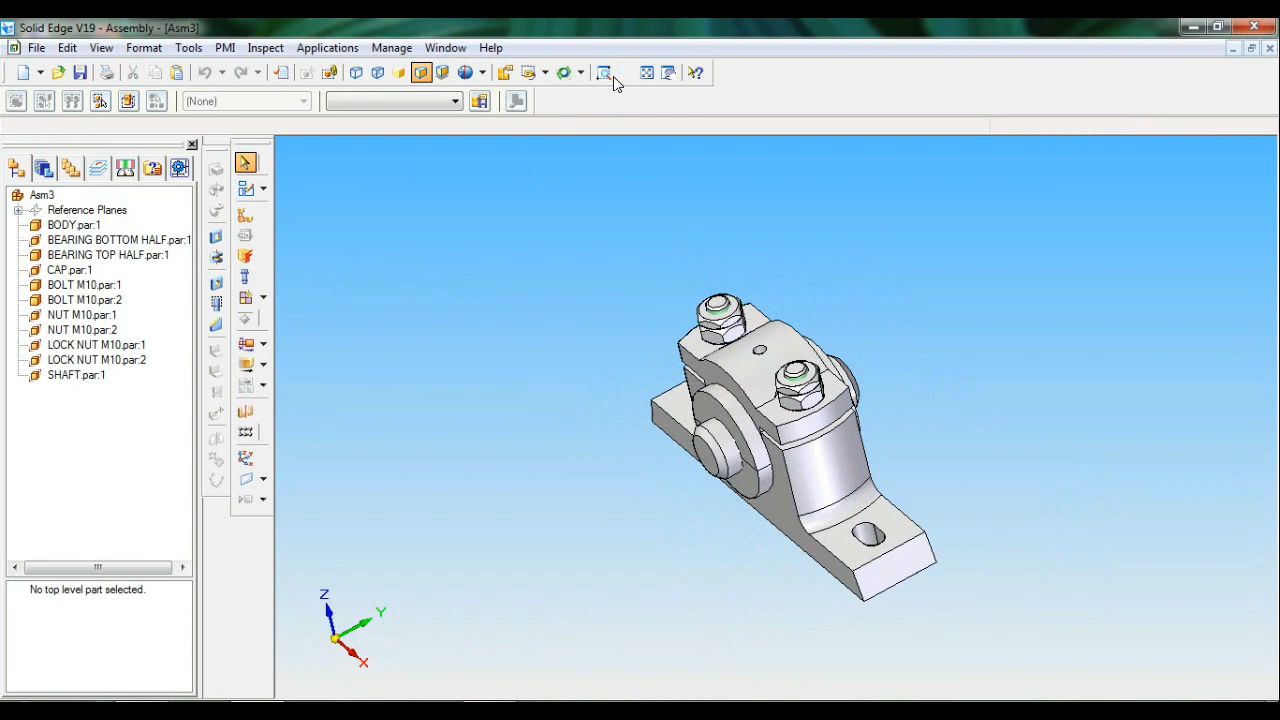 Solid Edge V19 - Assembly - [Asm3]
File Edit View Format Tools PMI Inspect Applications Manage Window Help
(None)
Asm3
Reference Planes
BODY.par:1
BEARING BOTTOM HALF.par:1
BEARING TOP HALF.par:1
CAP.par:1
BOLT M10.par:1
BOLT M10.par:2
NUT M10.par:1
NUT M10.par:2
LOCK NUT M10.par:1
LOCK NUT M10.par:2
SHAFT.par:1
No top level part selected.
Z
Y
X